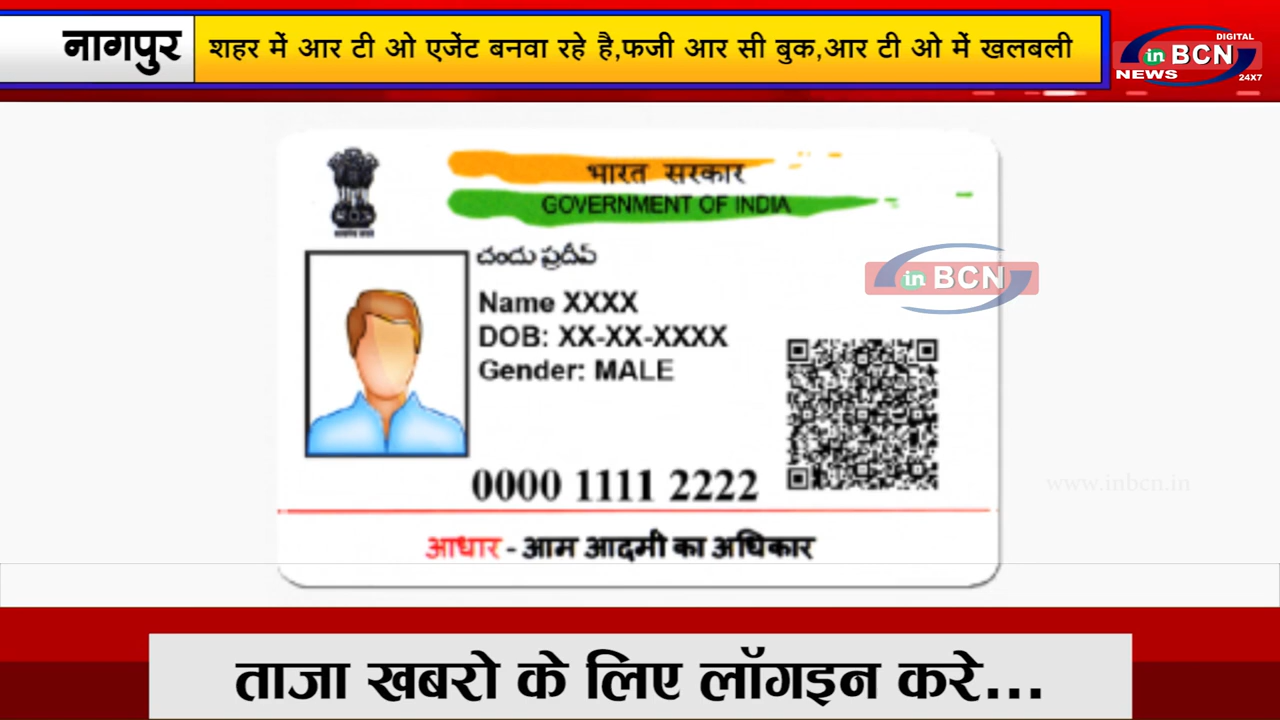 नागपुर
शहर में आर टी ओ एजेंट बनवा रहे है,फजी आर सी बुक,आर टी ओ में खलबली
DIGITAL
in BCN
NEWS 24X7
भारत सरकार
GOVERNMENT OF INDIA
చందు ప్రదీప్
in BCN
Name XXXX
DOB: XX-XX-XXXX
Gender: MALE
www.inbcn.in
0000 1111 2222
आधार - आम आदमी का अधिकार
ताजा खबरो के लिए लॉगइन करे...